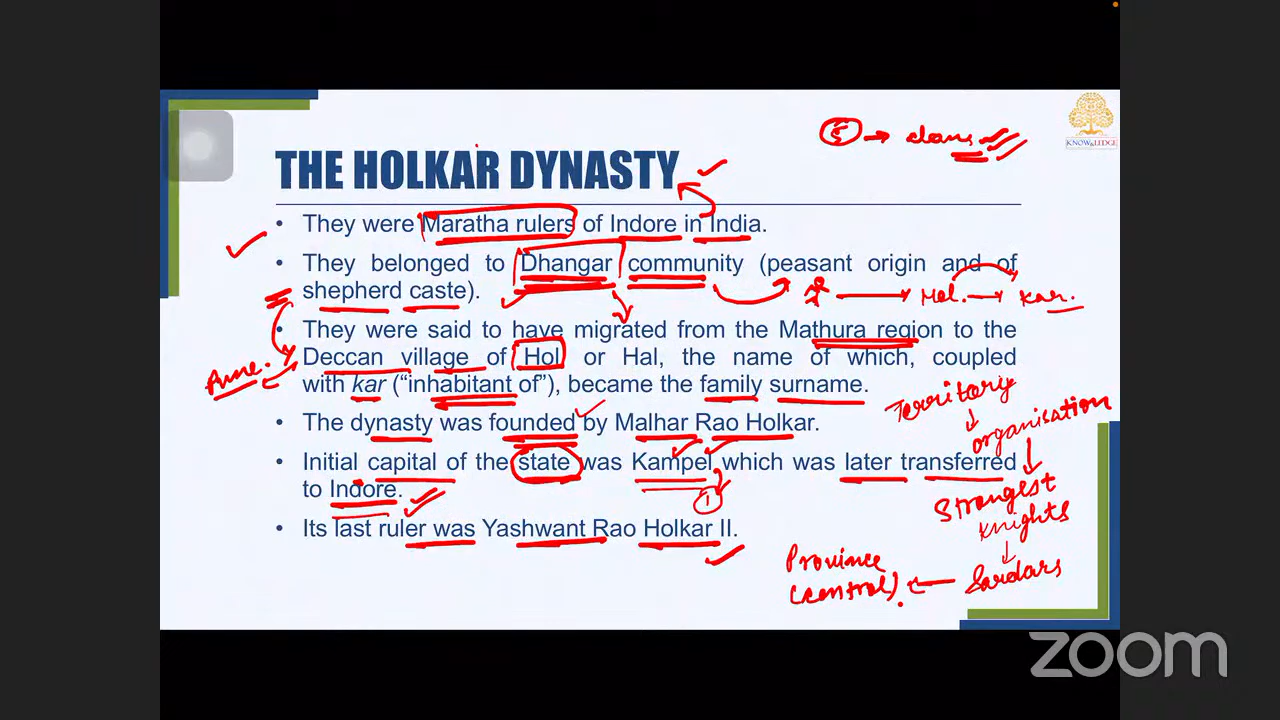 ⑤ → clans
KNOWLEDGE
THE HOLKAR DYNASTY
• They were Maratha rulers of Indore in India.
• They belonged to Dhangar community (peasant origin and of
shepherd caste).
Hol. → Kar.
• They were said to have migrated from the Mathura region to the
Deccan village of Hol or Hal, the name of which, coupled
with kar (“inhabitant of”), became the family surname.
Pune.
Territory
• The dynasty was founded by Malhar Rao Holkar.
organisation
• Initial capital of the state was Kampel which was later transferred
to Indore.
①
Strongest
Knights
• Its last ruler was Yashwant Rao Holkar II.
Sardars
Province
(control)
zoom